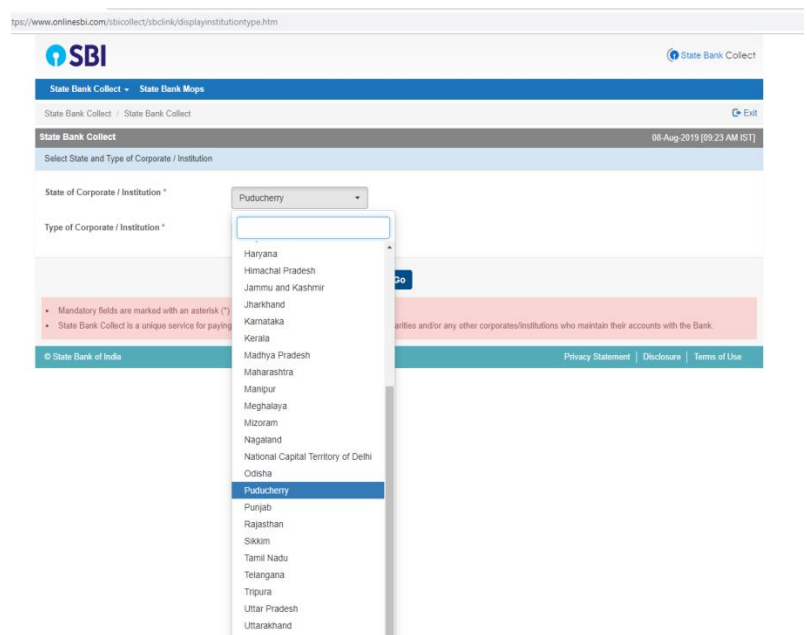 tps://www.onlinesbi.com/sbicollect/sbclink/displayinstitutiontype.htm
SBI
State Bank Collect
State Bank Collect State Bank Mops
State Bank Collect / State Bank Collect Exit
State Bank Collect 08-Aug-2019 [09:23 AM IST]
Select State and Type of Corporate / Institution
State of Corporate / Institution * Puducherry
Type of Corporate / Institution *
Haryana
Himachal Pradesh
Go
Jammu and Kashmir
Jharkhand
• Mandatory fields are marked with an asterisk (*)
Karnataka
• State Bank Collect is a unique service for paying arities and/or any other corporates/institutions who maintain their accounts with the Bank.
Kerala
© State Bank of India Privacy Statement | Disclosure | Terms of Use
Madhya Pradesh
Maharashtra
Manipur
Meghalaya
Mizoram
Nagaland
National Capital Territory of Delhi
Odisha
Puducherry
Punjab
Rajasthan
Sikkim
Tamil Nadu
Telangana
Tripura
Uttar Pradesh
Uttarakhand